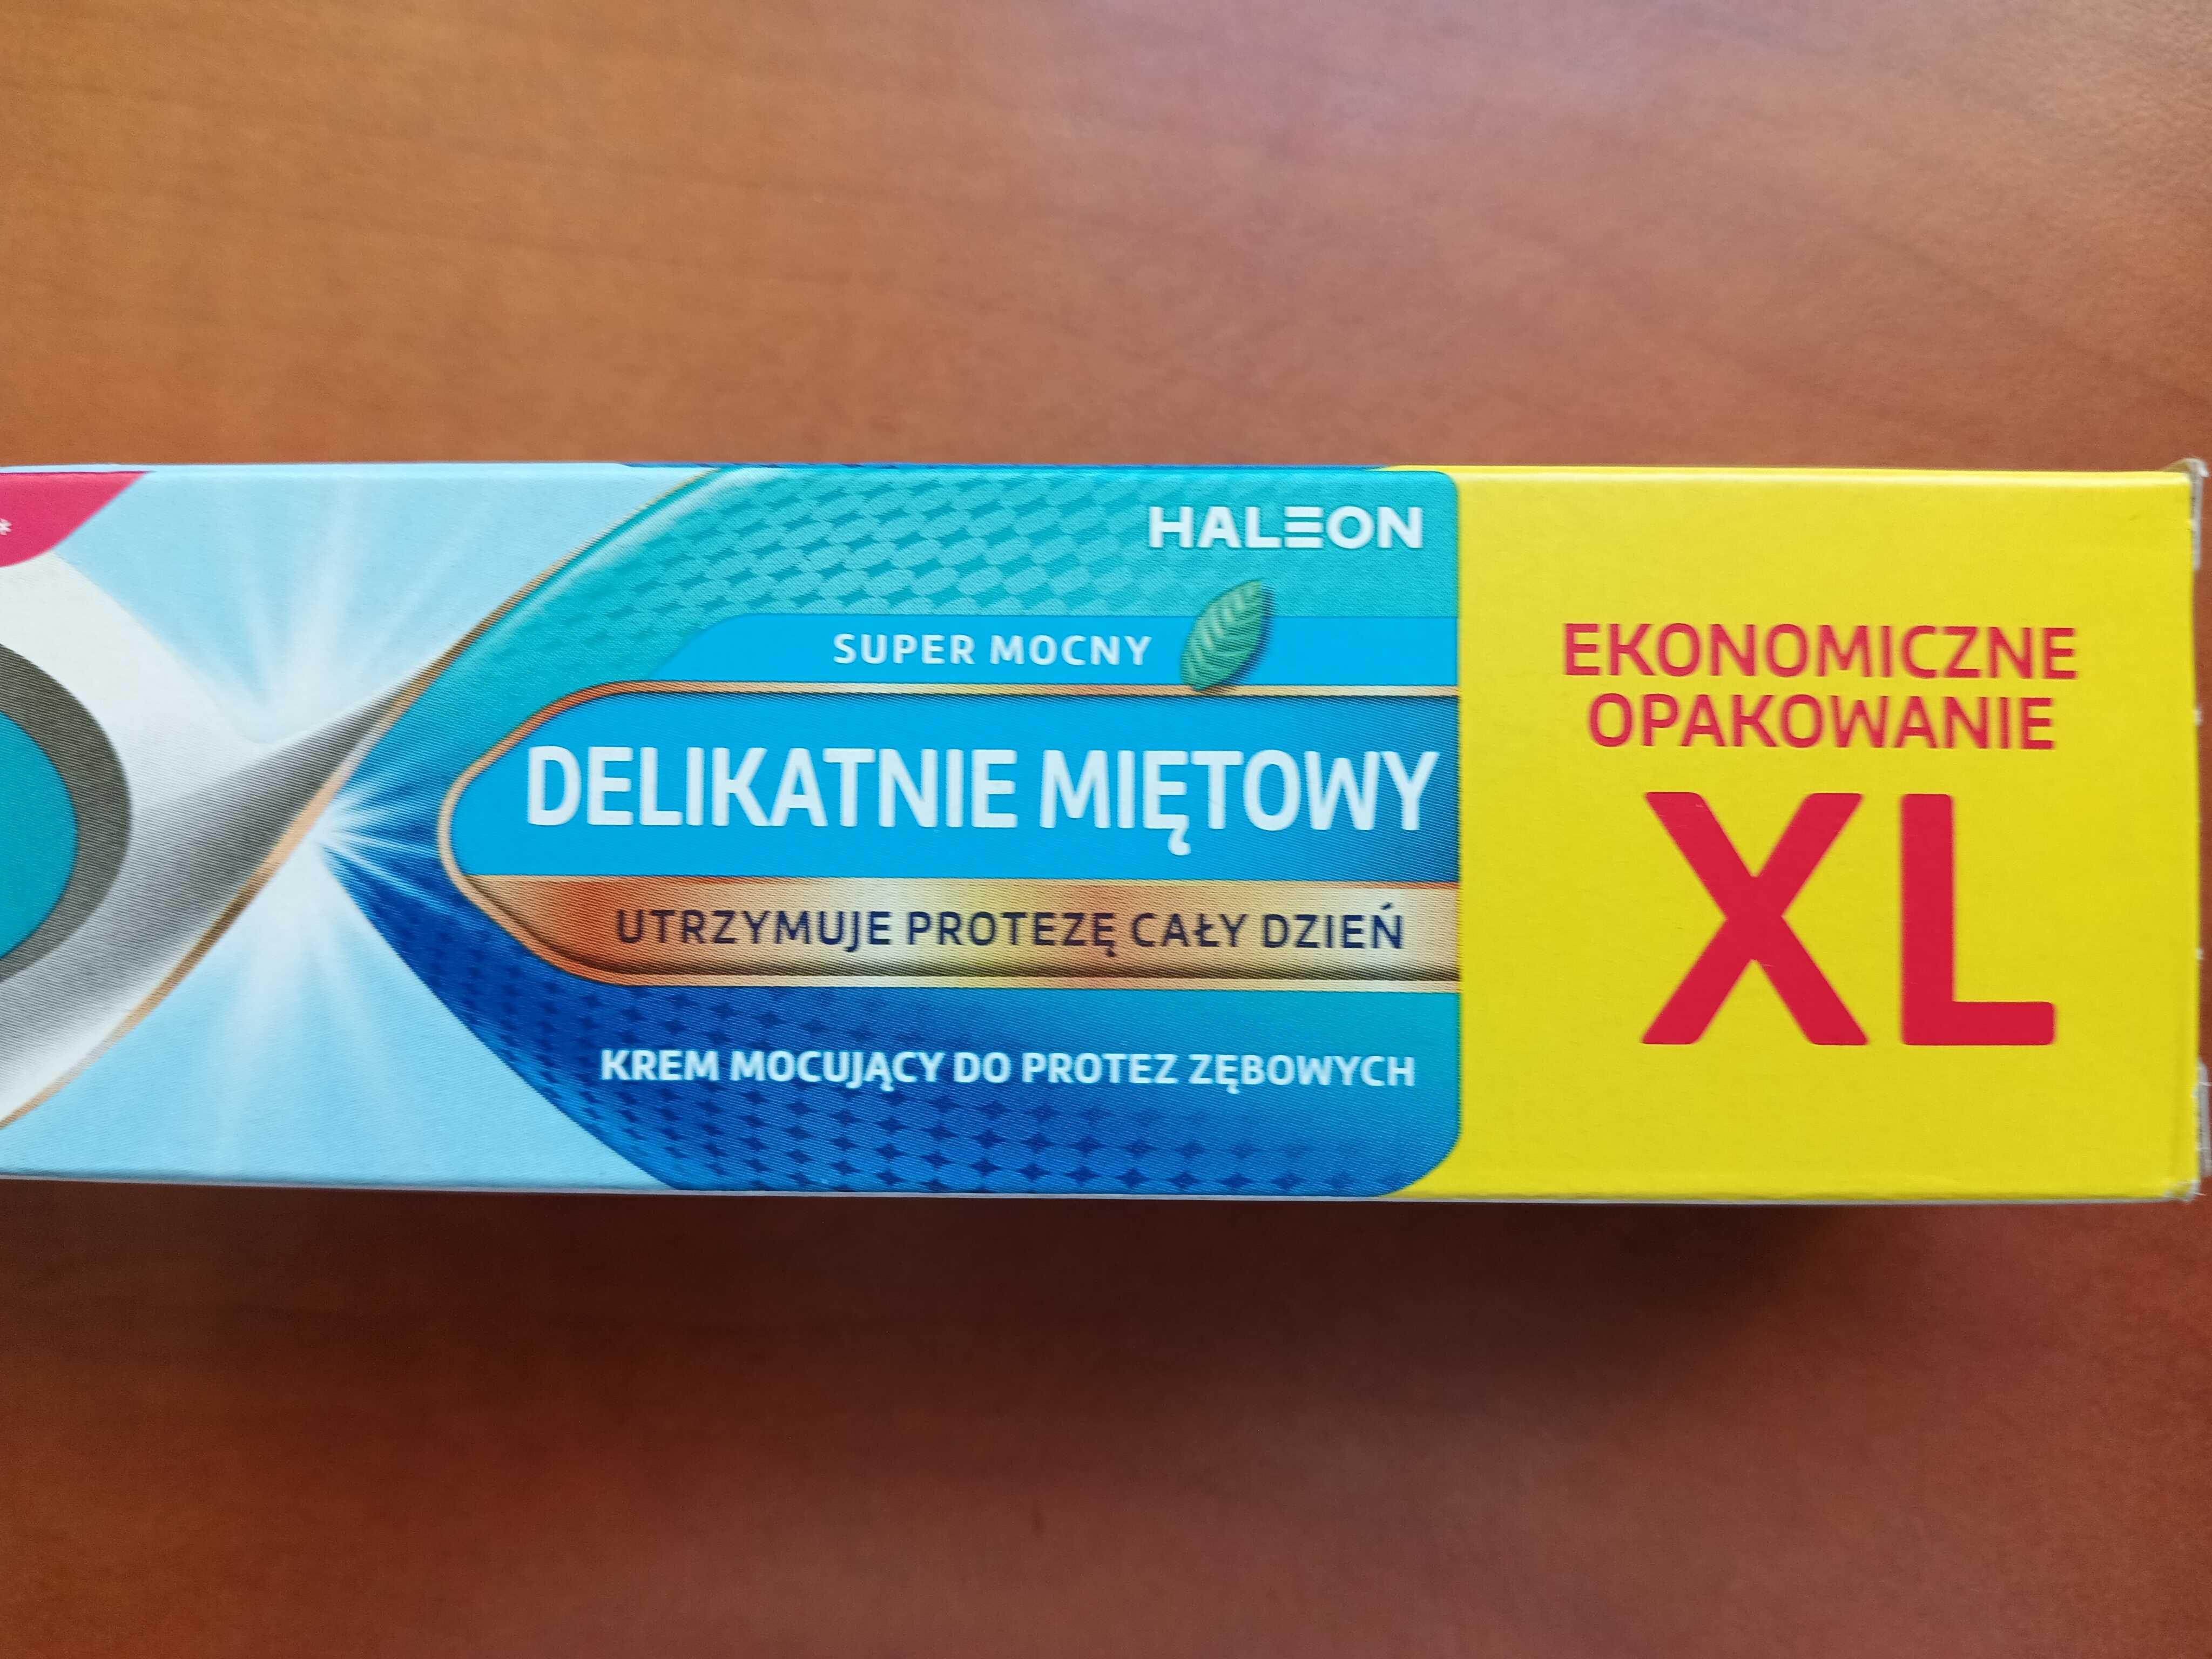 *
HALEON
SUPER MOCNY
DELIKATNIE MIĘTOWY
UTRZYMUJE PROTEZĘ CAŁY DZIEŃ
KREM MOCUJĄCY DO PROTEZ ZĘBOWYCH
EKONOMICZNE
OPAKOWANIE
XL